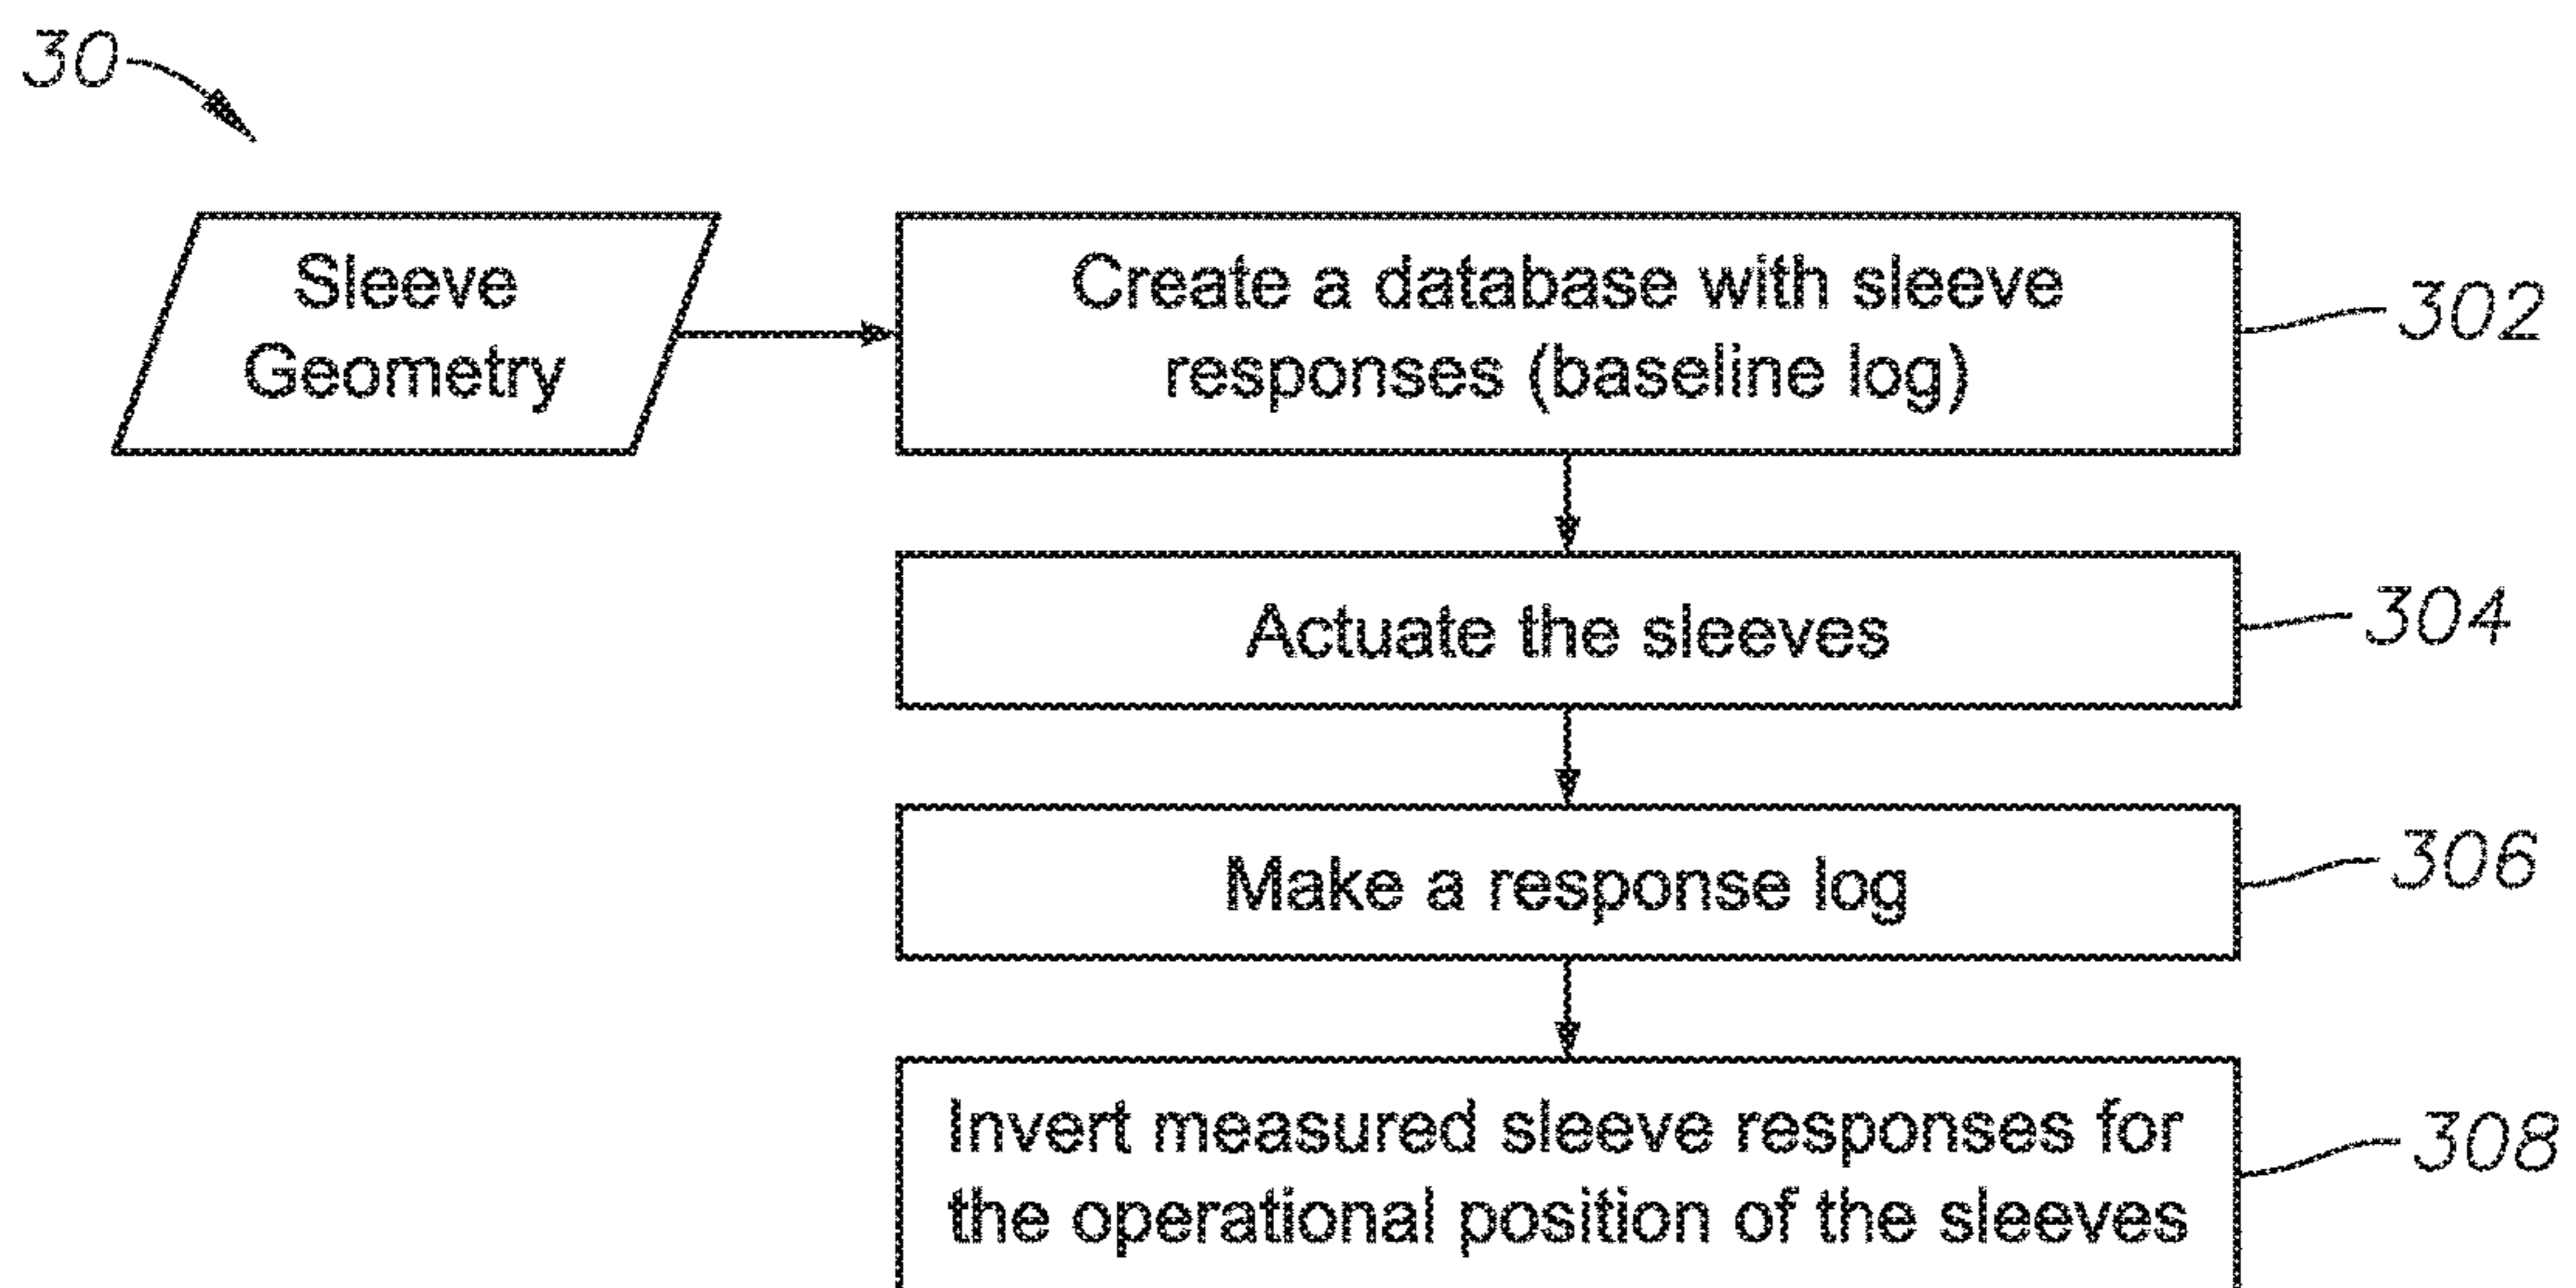 30
Sleeve
Geometry
Create a database with sleeve
responses (baseline log)
302
Actuate the sleeves
304
Make a response log
306
Invert measured sleeve responses for
the operational position of the sleeves
308